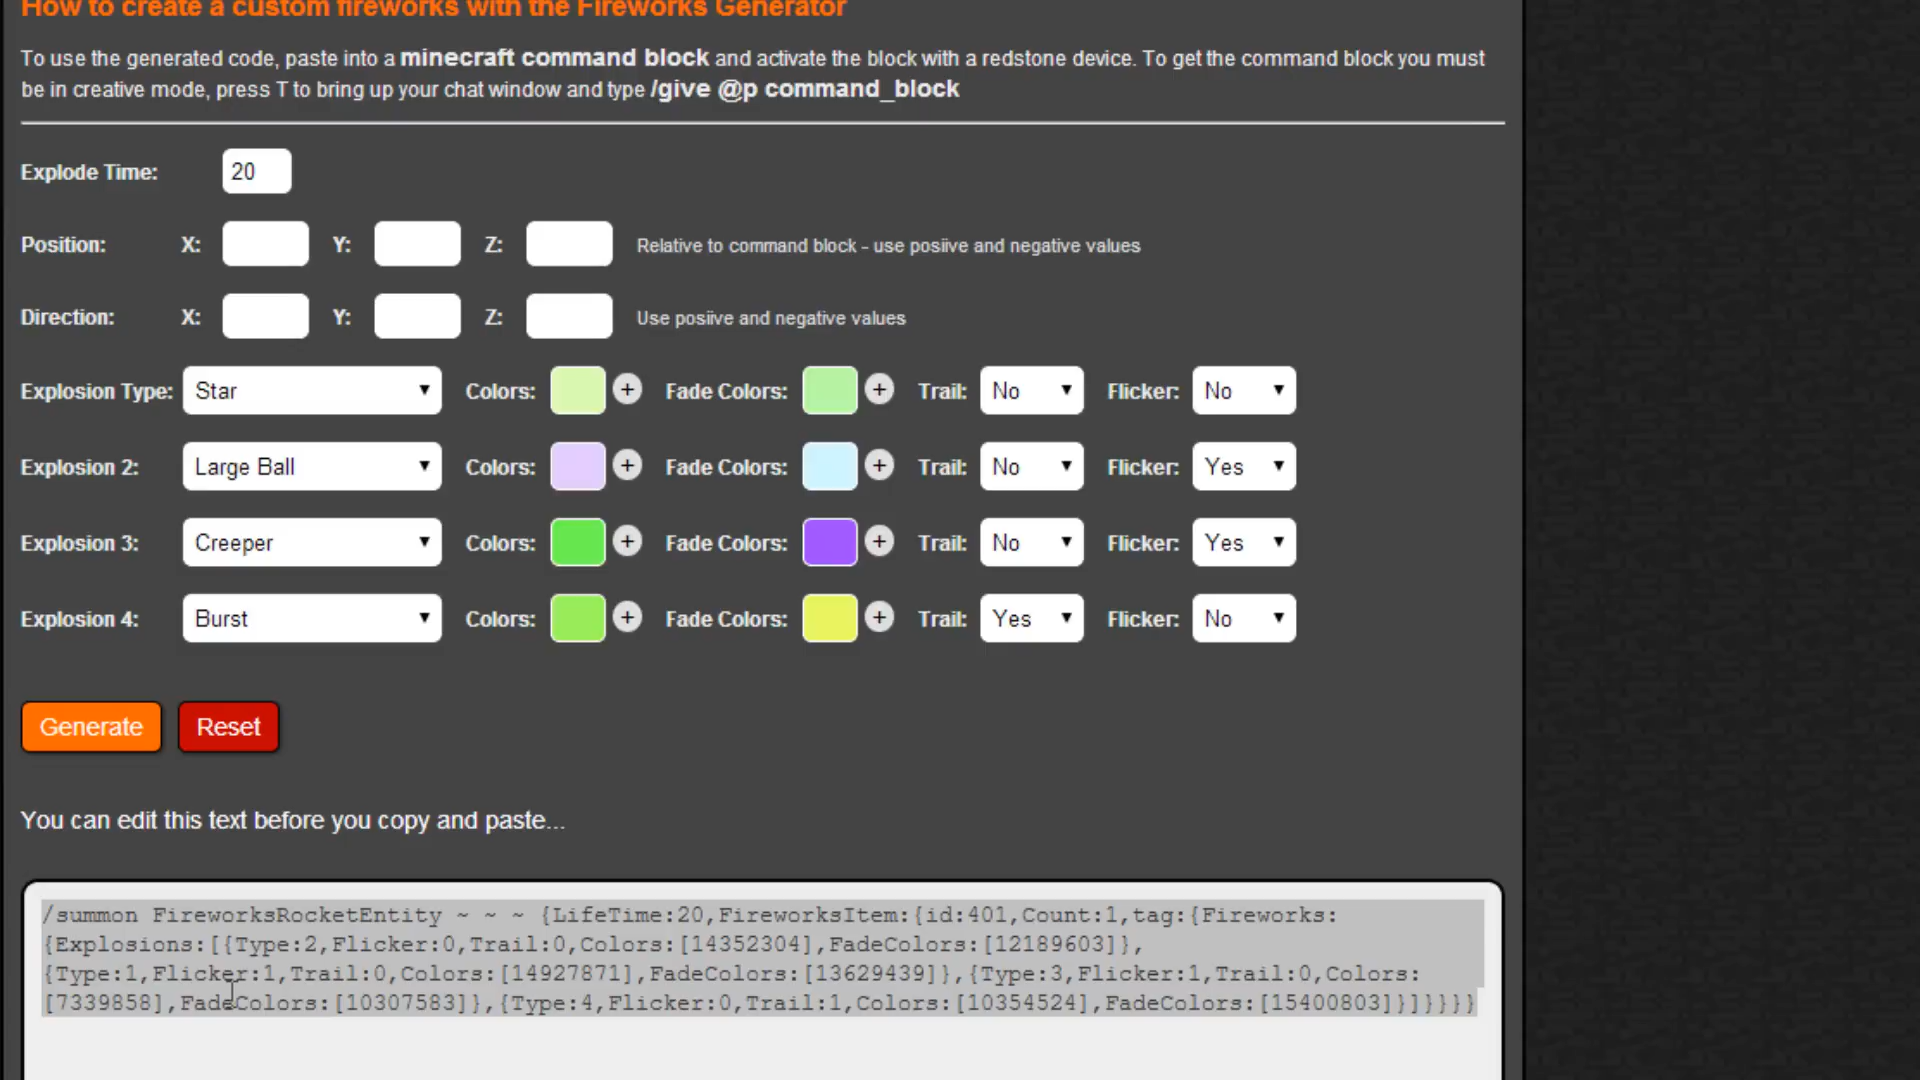 How to create a custom fireworks with the Fireworks Generator
To use the generated code, paste into a minecraft command block and activate the block with a redstone device. To get the command block you must
be in creative mode, press T to bring up your chat window and type /give @p command_block
Explode Time: 20
Position: X: Y: Z: Relative to command block - use posiive and negative values
Direction: X: Y: Z: Use posiive and negative values
Explosion Type: Star Colors: + Fade Colors: + Trail: No Flicker: No
Explosion 2: Large Ball Colors: + Fade Colors: + Trail: No Flicker: Yes
Explosion 3: Creeper Colors: + Fade Colors: + Trail: No Flicker: Yes
Explosion 4: Burst Colors: + Fade Colors: + Trail: Yes Flicker: No
Generate Reset
You can edit this text before you copy and paste...
/summon FireworksRocketEntity ~ ~ ~ {LifeTime:20,FireworksItem:{id:401,Count:1,tag:{Fireworks:
{Explosions:[{Type:2,Flicker:0,Trail:0,Colors:[14352304],FadeColors:[12189603]},
{Type:1,Flicker:1,Trail:0,Colors:[14927871],FadeColors:[13629439]},{Type:3,Flicker:1,Trail:0,Colors:
[7339858],FadeColors:[10307583]},{Type:4,Flicker:0,Trail:1,Colors:[10354524],FadeColors:[15400803]}]}}}}